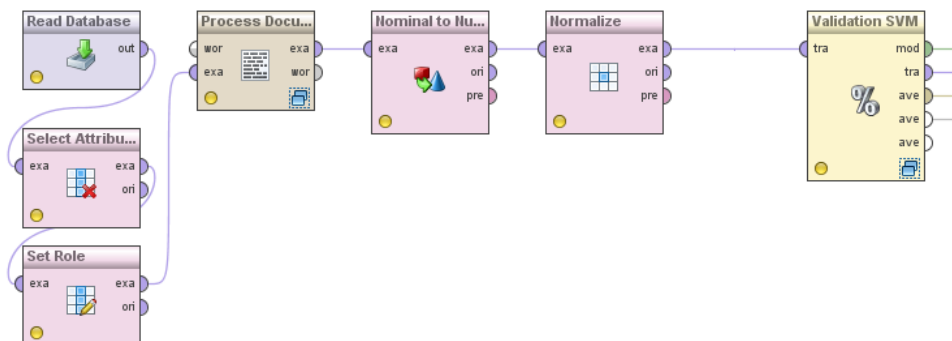 Read Database
out
Select Attribu...
exa exa
ori
Set Role
exa exa
ori
Process Docu...
wor exa
exa wor
Nominal to Nu...
exa exa
ori
pre
Normalize
exa exa
ori
pre
Validation SVM
tra mod
tra
ave
ave
ave
%